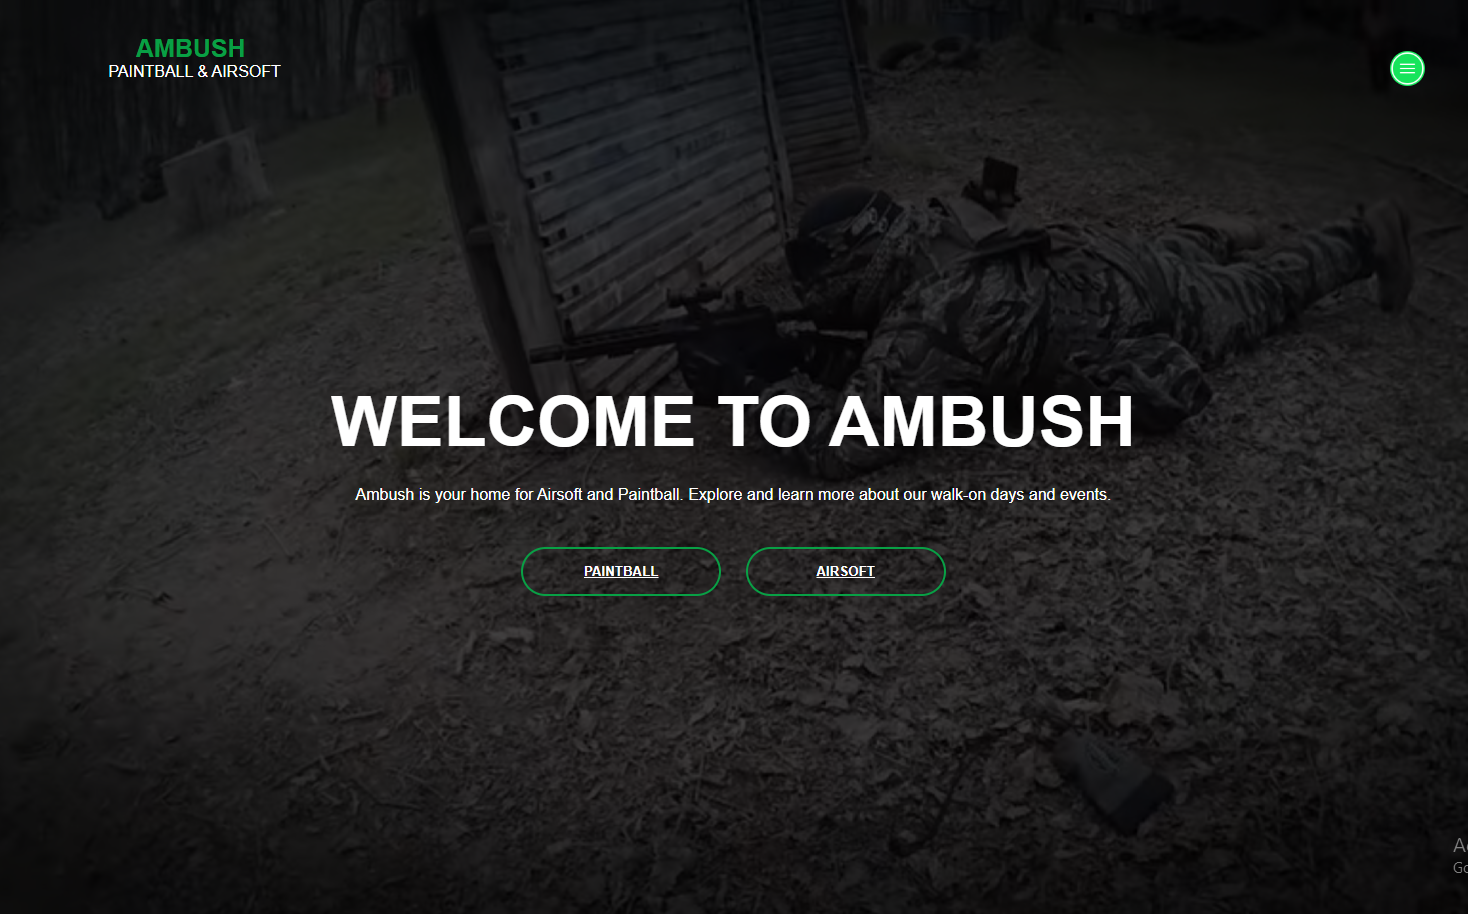 AMBUSH
PAINTBALL & AIRSOFT
WELCOME TO AMBUSH
Ambush is your home for Airsoft and Paintball. Explore and learn more about our walk-on days and events.
PAINTBALL
AIRSOFT